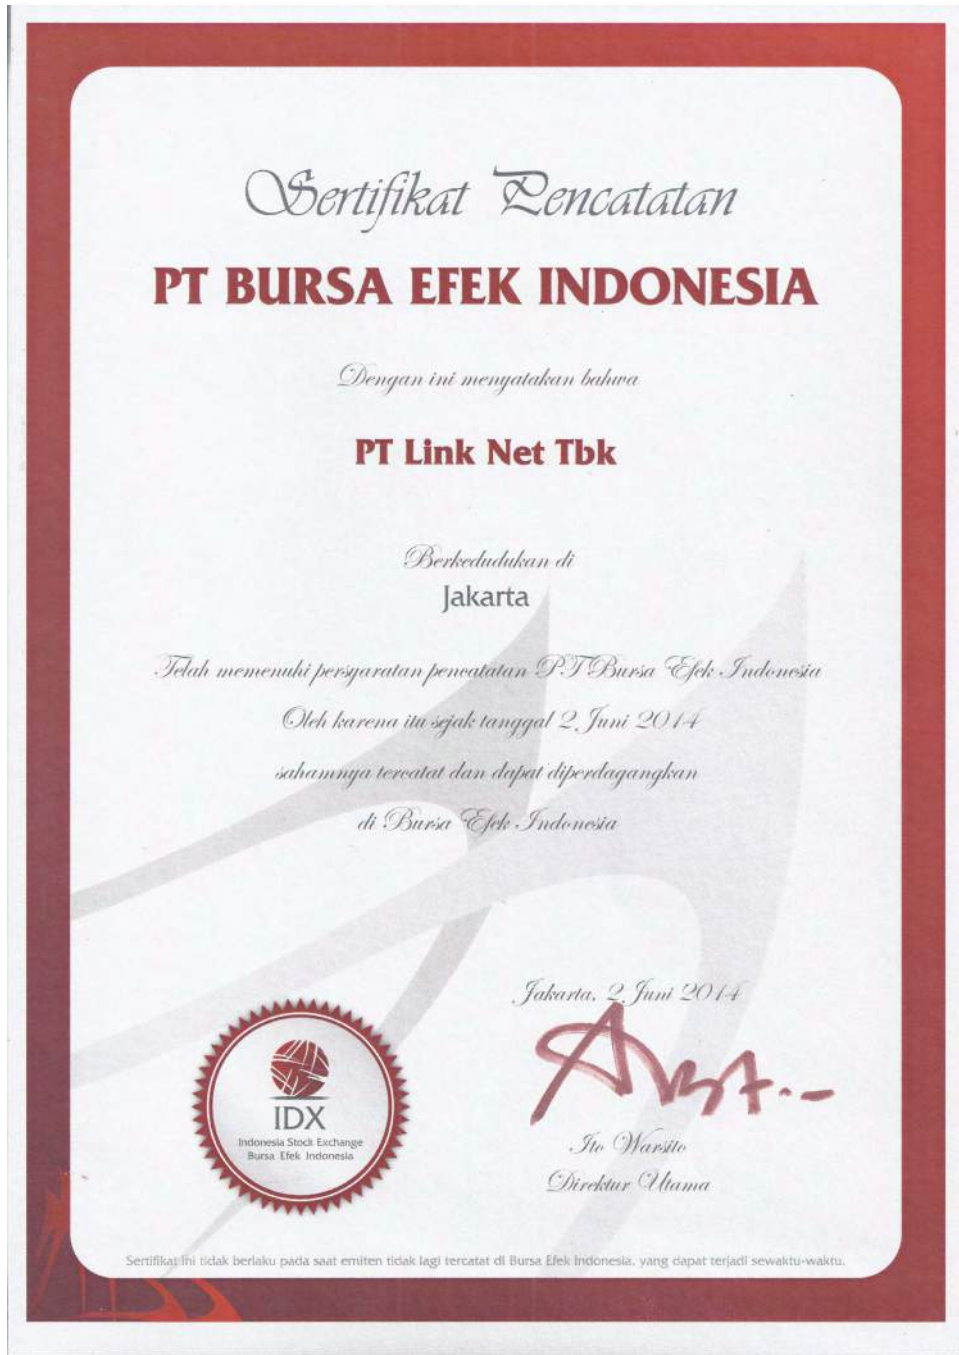 Sertifikat Pencatatan
PT BURSA EFEK INDONESIA
Dengan ini menyatakan bahwa
PT Link Net Tbk
Berkedudukan di
Jakarta
Telah memenuhi persyaratan pencatatan PT Bursa Efek Indonesia
Oleh karena itu sejak tanggal 2 Juni 2014
sahamnya tercatat dan dapat diperdagangkan
di Bursa Efek Indonesia
Jakarta, 2 Juni 2014
IDX
Indonesia Stock Exchange
Bursa Efek Indonesia
Ito Warsito
Direktur Utama
Sertifikat ini tidak berlaku pada saat emiten tidak lagi tercatat di Bursa Efek Indonesia, yang dapat terjadi sewaktu-waktu.